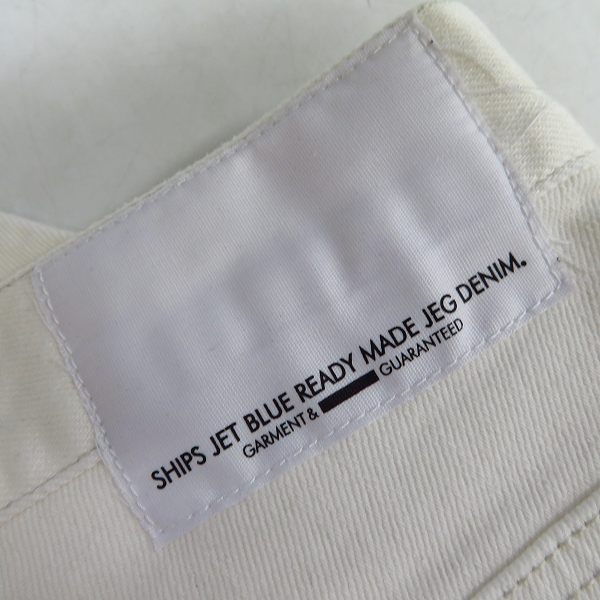 SHIPS JET BLUE READY MADE JEG DENIM.
GARMENT & GUARANTEED